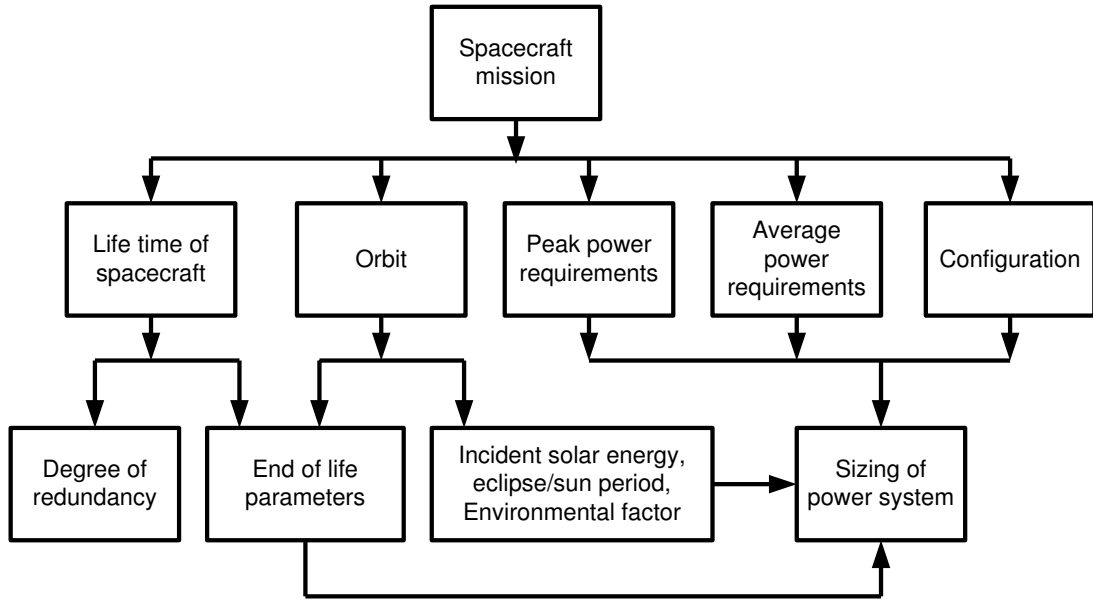 Spacecraft
mission
Life time of
spacecraft
Orbit
Peak power
requirements
Average
power
requirements
Configuration
Degree of
redundancy
End of life
parameters
Incident solar energy,
eclipse/sun period,
Environmental factor
Sizing of
power system